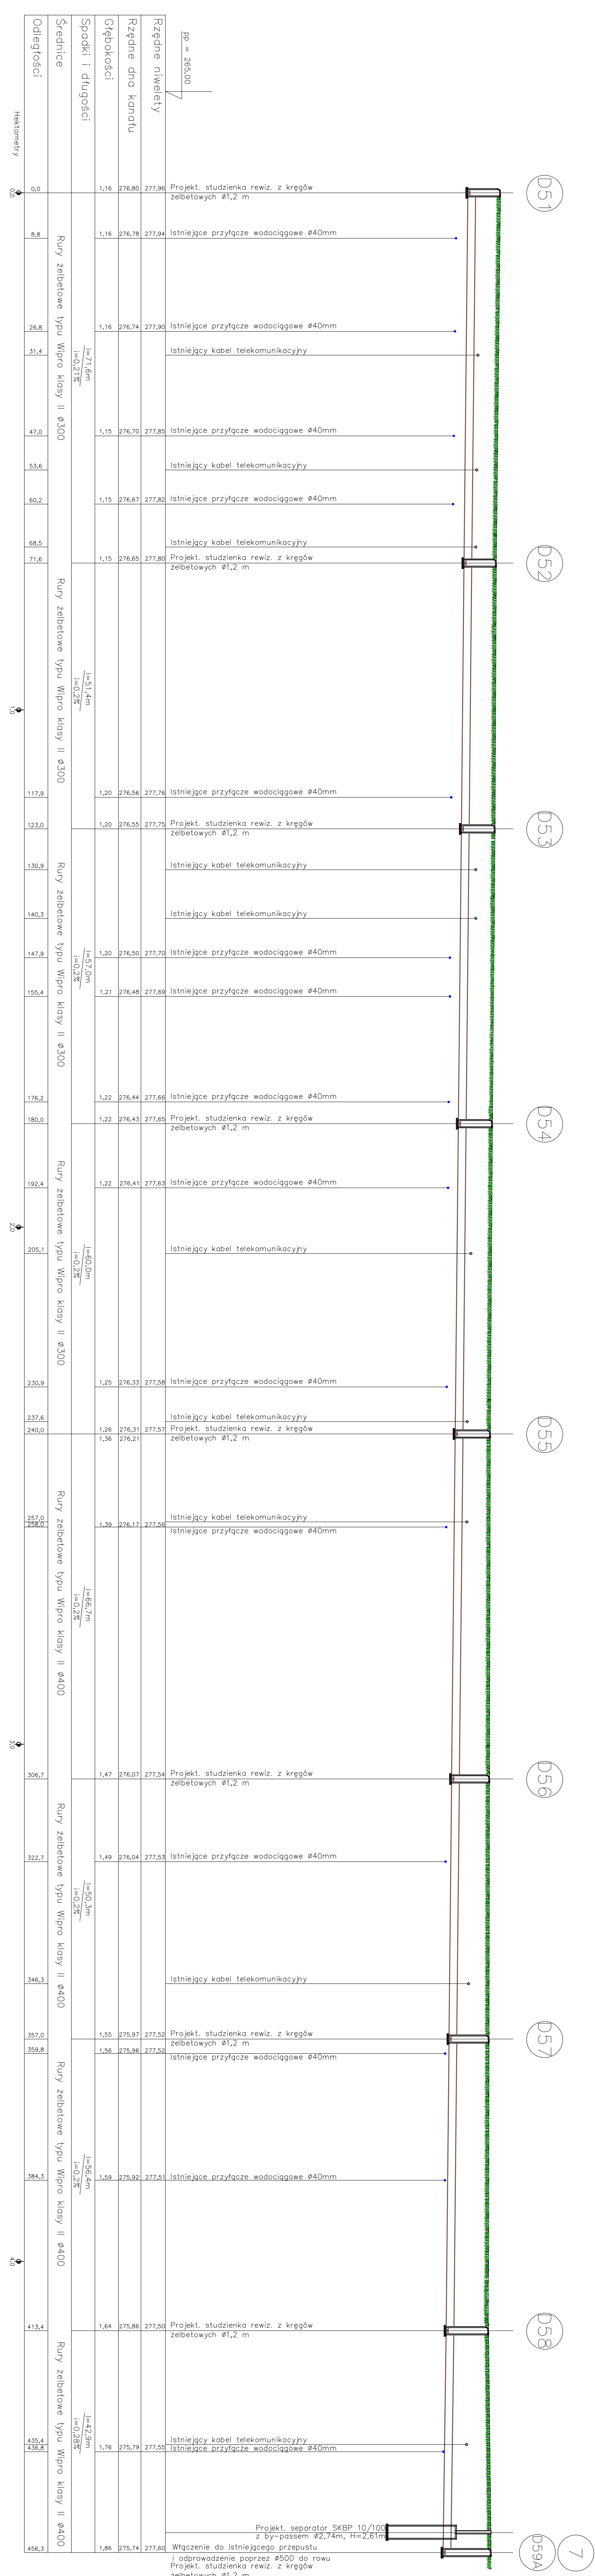 D51
D52
D53
D54
D55
D56
D57
D58
D59A
7
pp = 265,00
Rzędne niwelety
Rzędne dna kanału
Głębokości
Spadki i długości
Średnice
Odległości
Hektometry
0,0
1,0
2,0
3,0
4,0
0,0 1,16 276,80 277,96 Projekt. studzienka rewiz. z kręgów
żelbetowych Ø1,2 m
8,8 1,16 276,78 277,94 Istniejące przyłącze wodociągowe Ø40mm
26,8 1,16 276,74 277,90 Istniejące przyłącze wodociągowe Ø40mm
31,4 Istniejący kabel telekomunikacyjny
Rury żelbetowe typu Wipro klasy II Ø300
l=71,6m
i=0,21%
47,0 1,15 276,70 277,85 Istniejące przyłącze wodociągowe Ø40mm
53,6 Istniejący kabel telekomunikacyjny
60,2 1,15 276,67 277,82 Istniejące przyłącze wodociągowe Ø40mm
68,5 Istniejący kabel telekomunikacyjny
71,6 1,15 276,65 277,80 Projekt. studzienka rewiz. z kręgów
żelbetowych Ø1,2 m
Rury żelbetowe typu Wipro klasy II Ø300
l=51,4m
i=0,2%
117,9 1,20 276,56 277,76 Istniejące przyłącze wodociągowe Ø40mm
123,0 1,20 276,55 277,75 Projekt. studzienka rewiz. z kręgów
żelbetowych Ø1,2 m
130,9 Istniejący kabel telekomunikacyjny
140,3 Istniejący kabel telekomunikacyjny
Rury żelbetowe typu Wipro klasy II Ø300
l=57,0m
i=0,2%
147,9 1,20 276,50 277,70 Istniejące przyłącze wodociągowe Ø40mm
155,4 1,21 276,48 277,69 Istniejące przyłącze wodociągowe Ø40mm
176,2 1,22 276,44 277,66 Istniejące przyłącze wodociągowe Ø40mm
180,0 1,22 276,43 277,65 Projekt. studzienka rewiz. z kręgów
żelbetowych Ø1,2 m
192,4 1,22 276,41 277,63 Istniejące przyłącze wodociągowe Ø40mm
205,1 Istniejący kabel telekomunikacyjny
Rury żelbetowe typu Wipro klasy II Ø300
l=60,0m
i=0,2%
230,9 1,25 276,33 277,58 Istniejące przyłącze wodociągowe Ø40mm
237,6 Istniejący kabel telekomunikacyjny
240,0 1,26 276,31 277,57 Projekt. studzienka rewiz. z kręgów
1,36 276,21 żelbetowych Ø1,2 m
257,0 Istniejący kabel telekomunikacyjny
258,0 1,39 276,17 277,56 Istniejące przyłącze wodociągowe Ø40mm
Rury żelbetowe typu Wipro klasy II Ø400
l=66,7m
i=0,2%
306,7 1,47 276,07 277,54 Projekt. studzienka rewiz. z kręgów
żelbetowych Ø1,2 m
322,7 1,49 276,04 277,53 Istniejące przyłącze wodociągowe Ø40mm
Rury żelbetowe typu Wipro klasy II Ø400
l=50,3m
i=0,2%
346,3 Istniejący kabel telekomunikacyjny
357,0 1,55 275,97 277,52 Projekt. studzienka rewiz. z kręgów
żelbetowych Ø1,2 m
359,8 1,56 275,96 277,52 Istniejące przyłącze wodociągowe Ø40mm
Rury żelbetowe typu Wipro klasy II Ø400
l=56,4m
i=0,2%
384,3 1,59 275,92 277,51 Istniejące przyłącze wodociągowe Ø40mm
413,4 1,64 275,86 277,50 Projekt. studzienka rewiz. z kręgów
żelbetowych Ø1,2 m
Rury żelbetowe typu Wipro klasy II Ø400
l=42,9m
i=0,28%
435,4 Istniejący kabel telekomunikacyjny
436,8 1,76 275,79 277,55 Istniejące przyłącze wodociągowe Ø40mm
Projekt. separator SKBP 10/100
z by-passem Ø2,74m, H=2,61m
456,3 1,86 275,74 277,60 Włączenie do istniejącego przepustu
i odprowadzenie poprzez Ø500 do rowu
Projekt. studzienka rewiz. z kręgów
żelbetowych Ø1,2 m